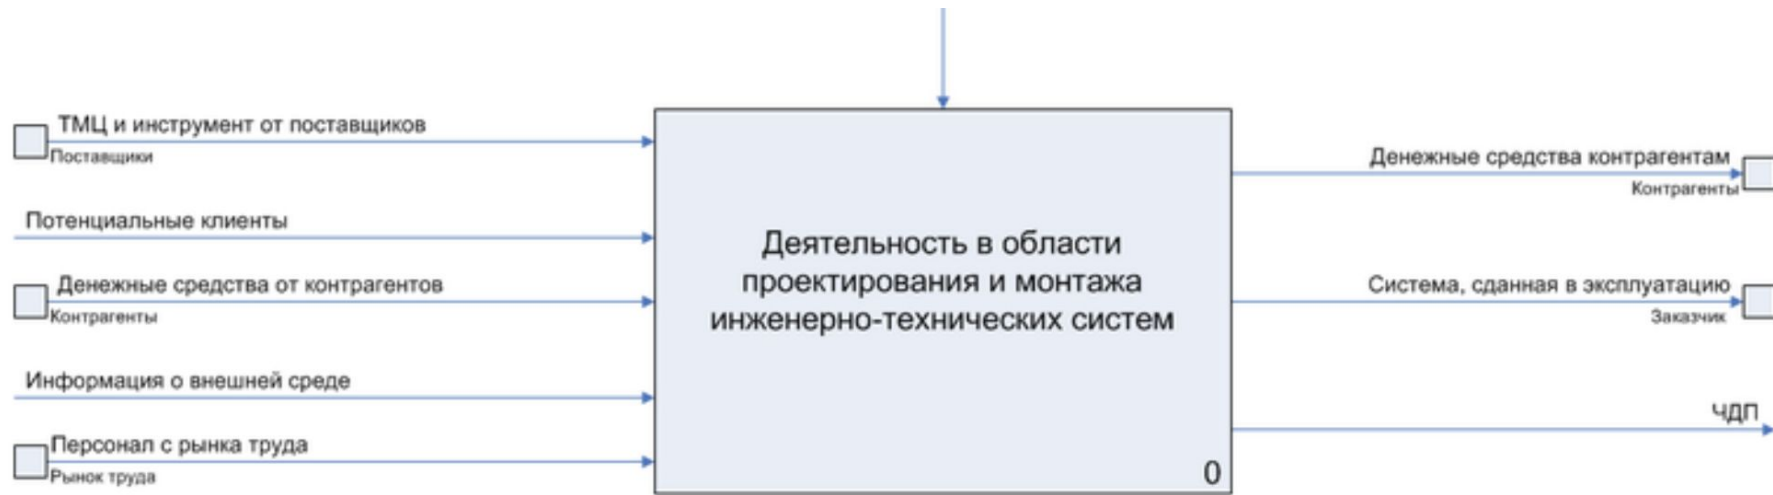 ТМЦ и инструмент от поставщиков
Поставщики
Потенциальные клиенты
Денежные средства от контрагентов
Контрагенты
Информация о внешней среде
Персонал с рынка труда
Рынок труда
Деятельность в области
проектирования и монтажа
инженерно-технических систем
0
Денежные средства контрагентам
Контрагенты
Система, сданная в эксплуатацию
Заказчик
ЧДП